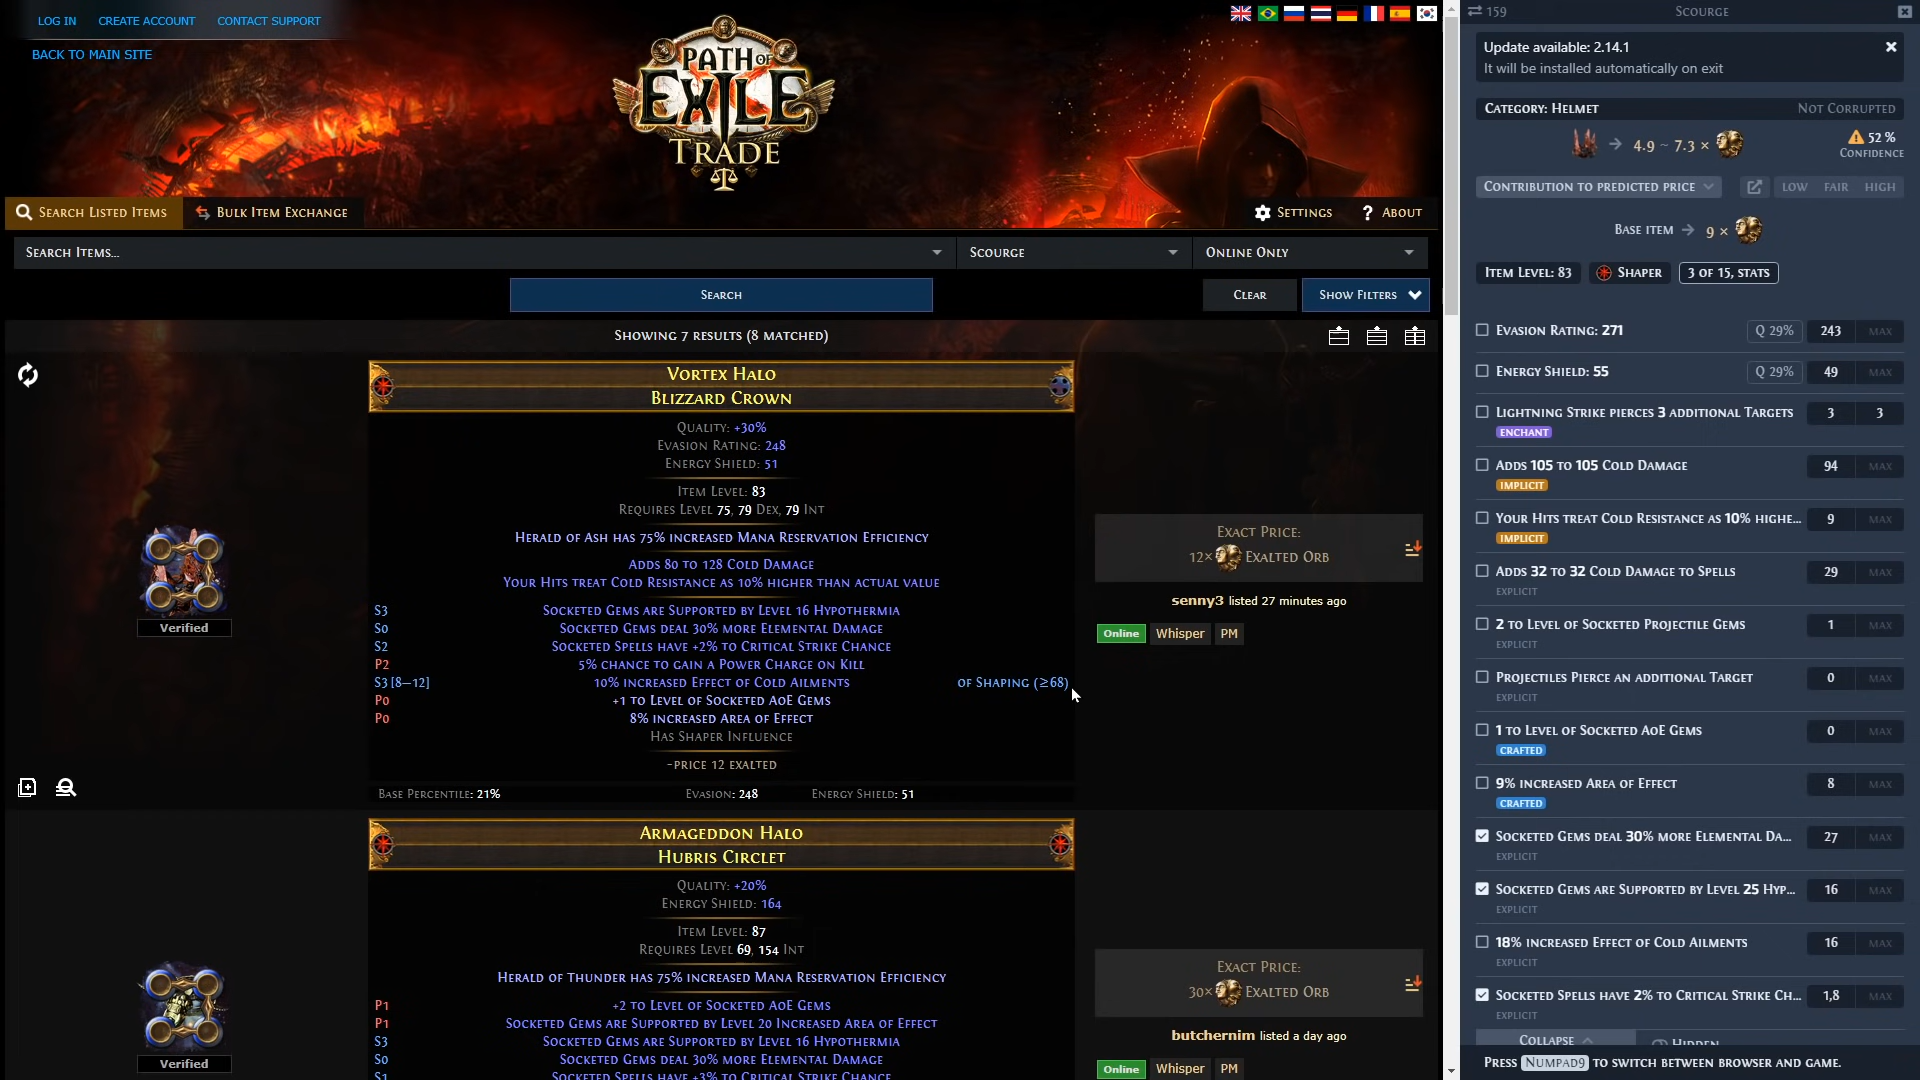 LOG IN
CREATE ACCOUNT
CONTACT SUPPORT
BACK TO MAIN SITE
PATH OF
EXILE
TRADE
Search Listed Items
Bulk Item Exchange
Settings
? About
Search Items...
Scourge
Online Only
Search
Clear
Show Filters
Showing 7 results (8 matched)
Vortex Halo
Blizzard Crown
Quality: +30%
Evasion Rating: 248
Energy Shield: 51
Item Level: 83
Requires Level 75, 79 Dex, 79 Int
Herald of Ash has 75% increased Mana Reservation Efficiency
Adds 80 to 128 Cold Damage
Your Hits treat Cold Resistance as 10% higher than actual value
S3 Socketed Gems are Supported by Level 16 Hypothermia
S0 Socketed Gems deal 30% more Elemental Damage
S2 Socketed Spells have +2% to Critical Strike Chance
P2 5% chance to gain a Power Charge on Kill
S3 [8—12] 10% increased Effect of Cold Ailments of Shaping (≥68)
P0 +1 to Level of Socketed AoE Gems
P0 8% increased Area of Effect
Has Shaper Influence
~price 12 exalted
Base Percentile: 21% Evasion: 248 Energy Shield: 51
Verified
Exact Price:
12× Exalted Orb
senny3 listed 27 minutes ago
Online Whisper PM
Armageddon Halo
Hubris Circlet
Quality: +20%
Energy Shield: 164
Item Level: 87
Requires Level 69, 154 Int
Herald of Thunder has 75% increased Mana Reservation Efficiency
P1 +2 to Level of Socketed AoE Gems
P1 Socketed Gems are Supported by Level 20 Increased Area of Effect
S3 Socketed Gems are Supported by Level 16 Hypothermia
S0 Socketed Gems deal 30% more Elemental Damage
S1 Socketed Spells have +3% to Critical Strike Chance
Verified
Exact Price:
30× Exalted Orb
butchernim listed a day ago
Online Whisper PM
159
Scourge
Update available: 2.14.1
It will be installed automatically on exit
Category: Helmet
Not Corrupted
4.9 ~ 7.3 ×
52 %
Confidence
Contribution to predicted price
Low Fair High
Base item → 9 ×
Item Level: 83
Shaper
3 of 15, stats
Evasion Rating: 271 Q 29% 243 MAX
Energy Shield: 55 Q 29% 49 MAX
Lightning Strike pierces 3 additional Targets 3 3
ENCHANT
Adds 105 to 105 Cold Damage 94 MAX
IMPLICIT
Your Hits treat Cold Resistance as 10% highe... 9 MAX
IMPLICIT
Adds 32 to 32 Cold Damage to Spells 29 MAX
EXPLICIT
2 to Level of Socketed Projectile Gems 1 MAX
EXPLICIT
Projectiles Pierce an additional Target 0 MAX
EXPLICIT
1 to Level of Socketed AoE Gems 0 MAX
CRAFTED
9% increased Area of Effect 8 MAX
CRAFTED
Socketed Gems deal 30% more Elemental Da... 27 MAX
EXPLICIT
Socketed Gems are Supported by Level 25 Hyp... 16 MAX
EXPLICIT
18% increased Effect of Cold Ailments 16 MAX
EXPLICIT
Socketed Spells have 2% to Critical Strike Ch... 1,8 MAX
EXPLICIT
Collapse
Hidden
Press Numpad9 to switch between browser and game.